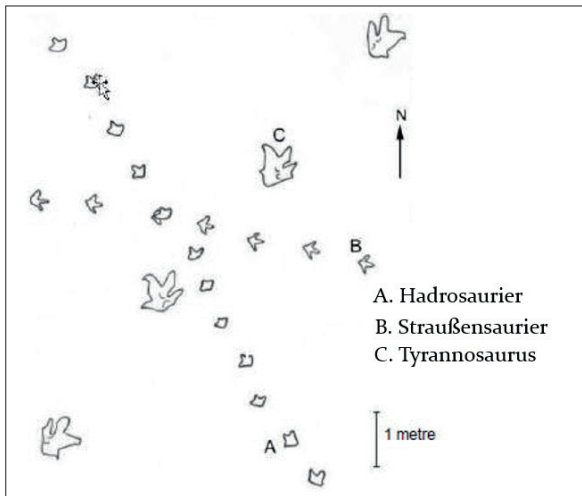 C
N
B
A. Hadrosaurier
B. Straußensaurier
C. Tyrannosaurus
A
1 metre